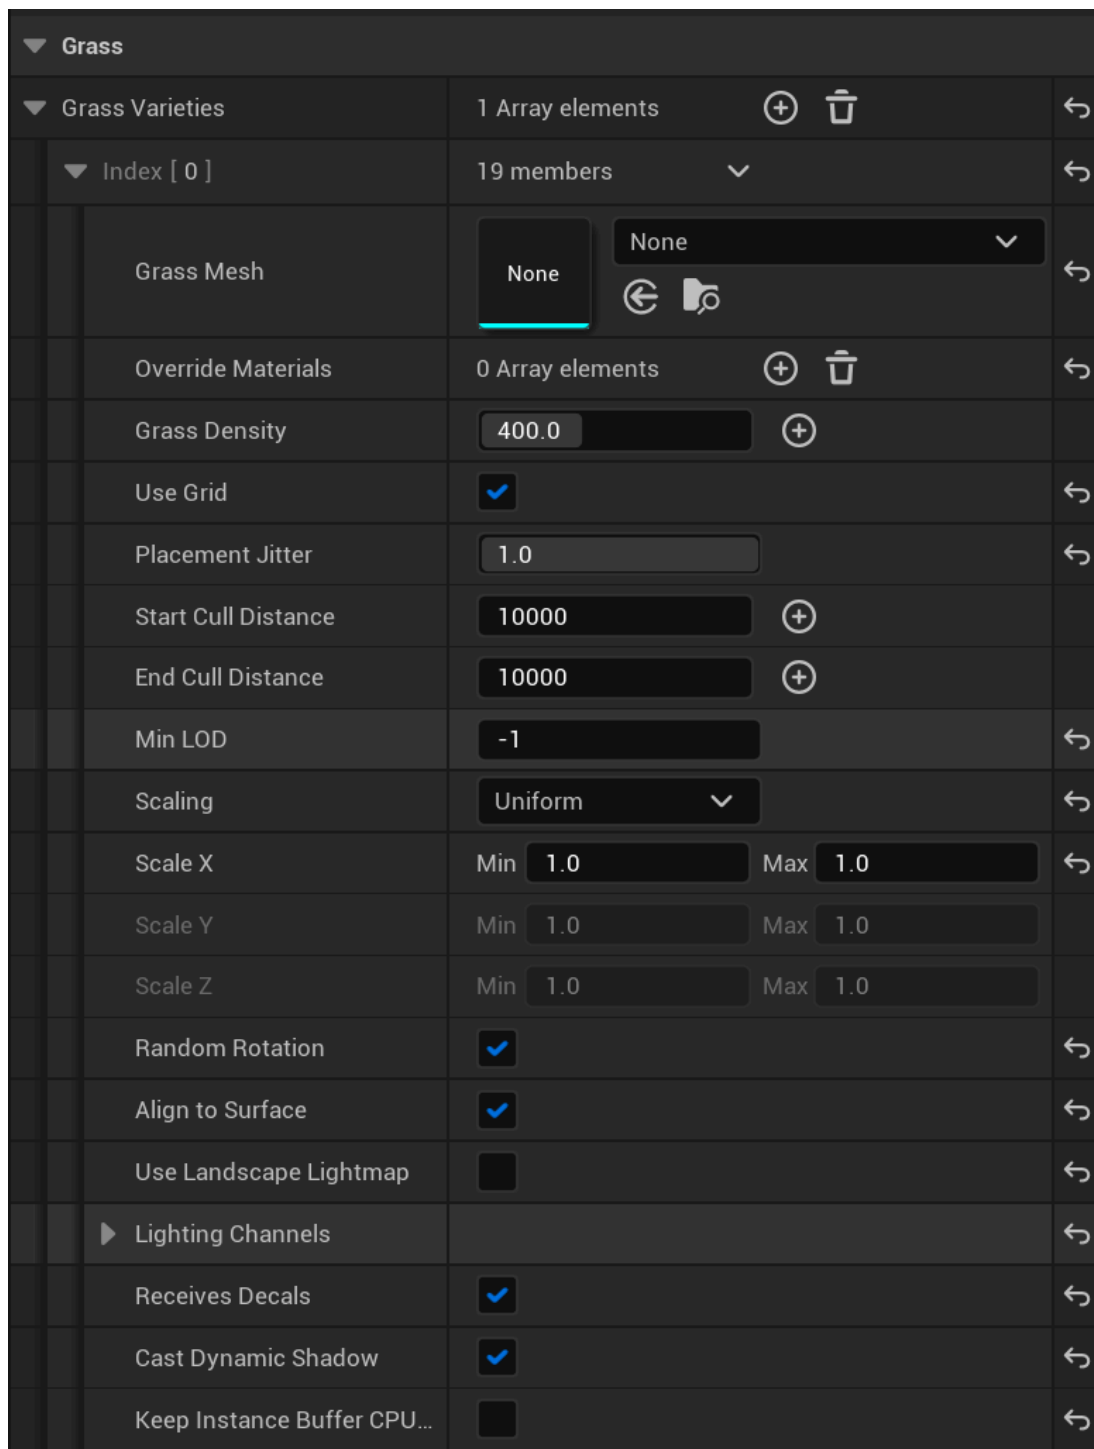 Grass
Grass Varieties 1 Array elements
Index [ 0 ] 19 members
Grass Mesh None None
Override Materials 0 Array elements
Grass Density 400.0
Use Grid
Placement Jitter 1.0
Start Cull Distance 10000
End Cull Distance 10000
Min LOD -1
Scaling Uniform
Scale X Min 1.0 Max 1.0
Scale Y Min 1.0 Max 1.0
Scale Z Min 1.0 Max 1.0
Random Rotation
Align to Surface
Use Landscape Lightmap
Lighting Channels
Receives Decals
Cast Dynamic Shadow
Keep Instance Buffer CPU...